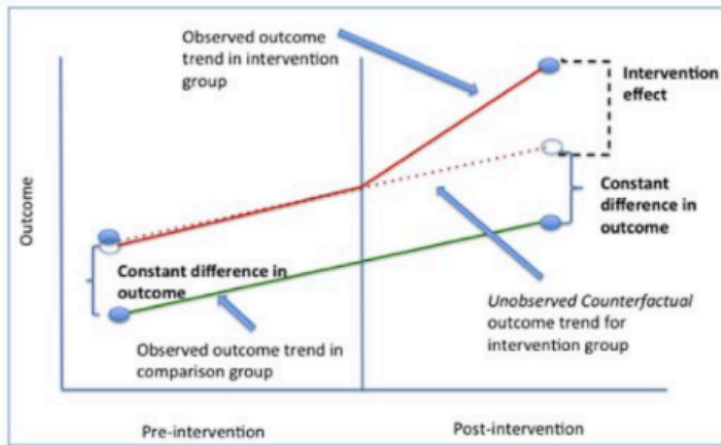 Observed outcome
trend in intervention
group
Intervention
effect
Constant
difference in
outcome
Outcome
Constant difference in
outcome
Unobserved Counterfactual
outcome trend for
intervention group
Observed outcome trend in
comparison group
Pre-intervention
Post-intervention